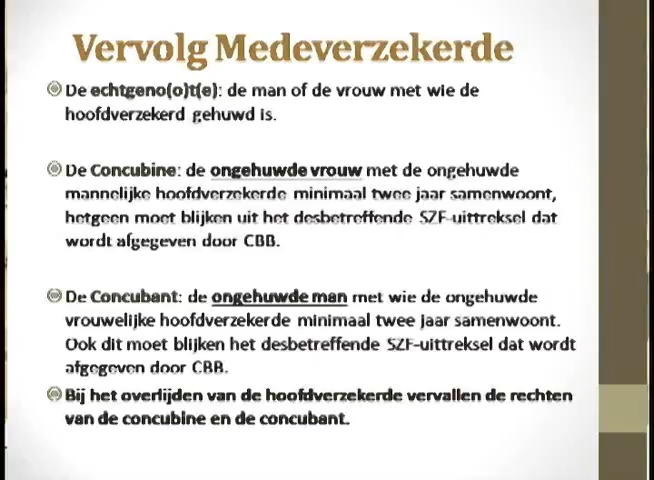 Vervolg Medeverzekerde
De echtgeno(o)t(e): de man of de vrouw met wie de
hoofdverzekerd gehuwd is.
De Concubine: de ongehuwde vrouw met de ongehuwde
mannelijke hoofdverzekerde minimaal twee jaar samenwoont,
hetgeen moet blijken uit het desbetreffende SZF-uittreksel dat
wordt afgegeven door CBB.
De Concubant: de ongehuwde man met wie de ongehuwde
vrouwelijke hoofdverzekerde minimaal twee jaar samenwoont.
Ook dit moet blijken het desbetreffende SZF-uittreksel dat wordt
afgegeven door CBB.
Bij het overlijden van de hoofdverzekerde vervallen de rechten
van de concubine en de concubant.